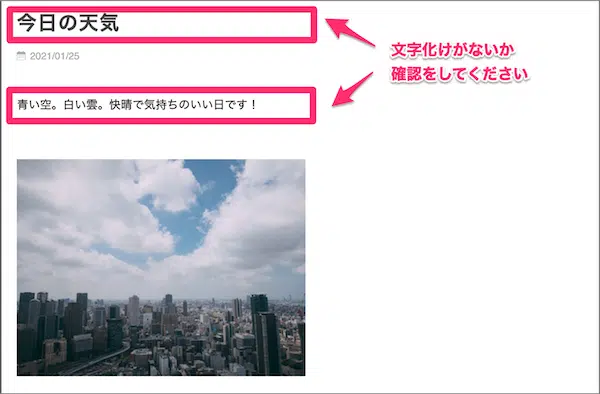 今日の天気
2021/01/25
文字化けがないか
確認をしてください
青い空。白い雲。快晴で気持ちのいい日です！